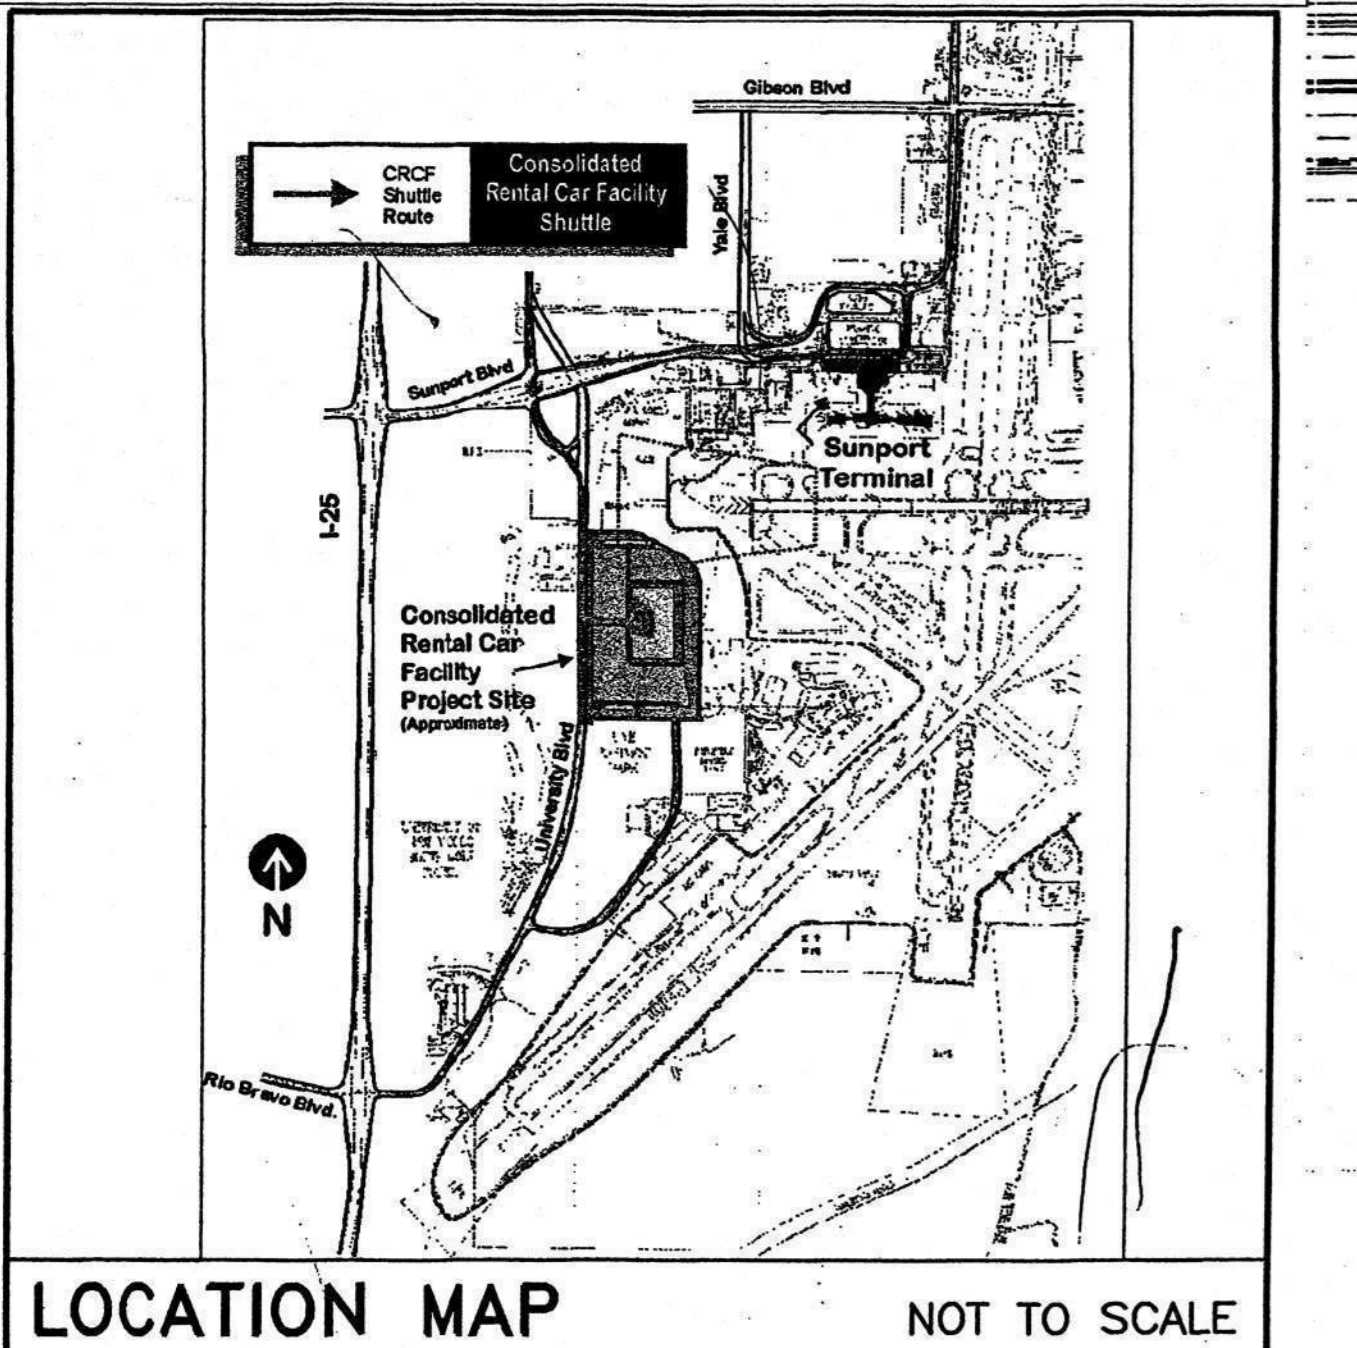 Gibson Blvd
CRCF
Shuttle
Route
Consolidated
Rental Car Facility
Shuttle
Yale Blvd
Sunport Blvd
Sunport
Terminal
I-25
Consolidated
Rental Car
Facility
Project Site
(Approximate)
University Blvd
N
Rio Bravo Blvd.
LOCATION MAP
NOT TO SCALE